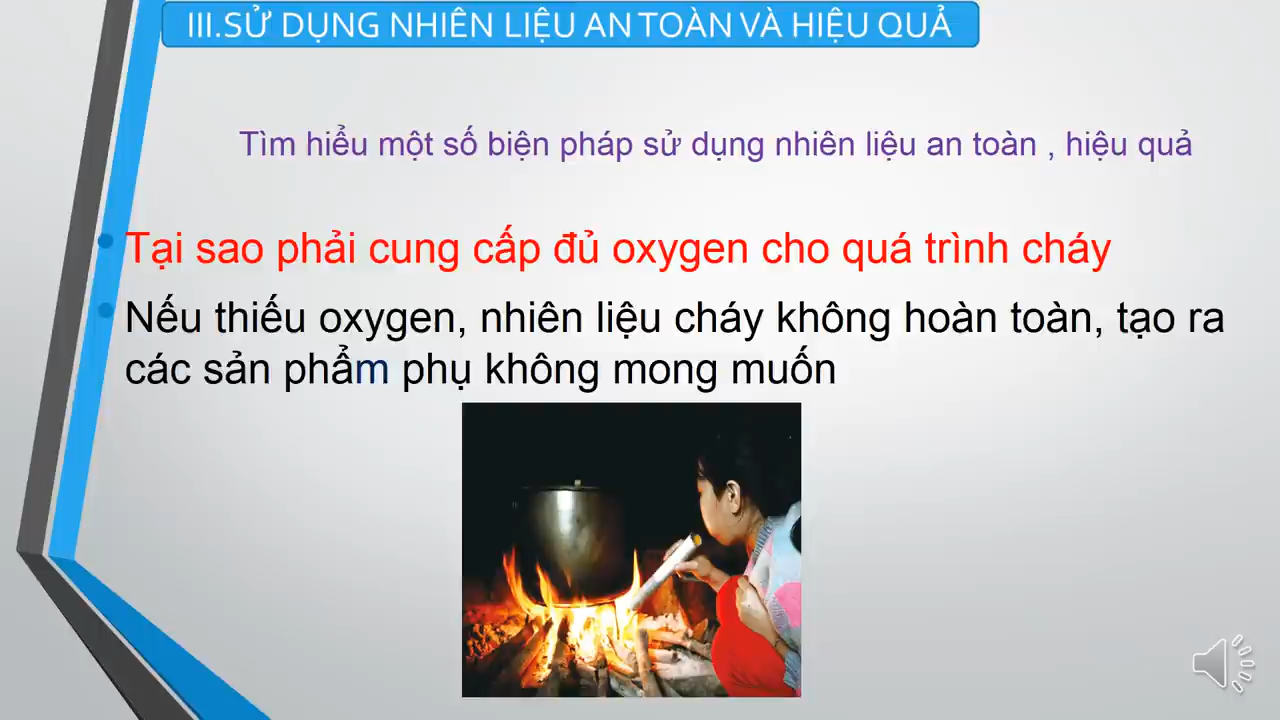 III.SỬ DỤNG NHIÊN LIỆU AN TOÀN VÀ HIỆU QUẢ
Tìm hiểu một số biện pháp sử dụng nhiên liệu an toàn , hiệu quả
Tại sao phải cung cấp đủ oxygen cho quá trình cháy
Nếu thiếu oxygen, nhiên liệu cháy không hoàn toàn, tạo ra
các sản phẩm phụ không mong muốn